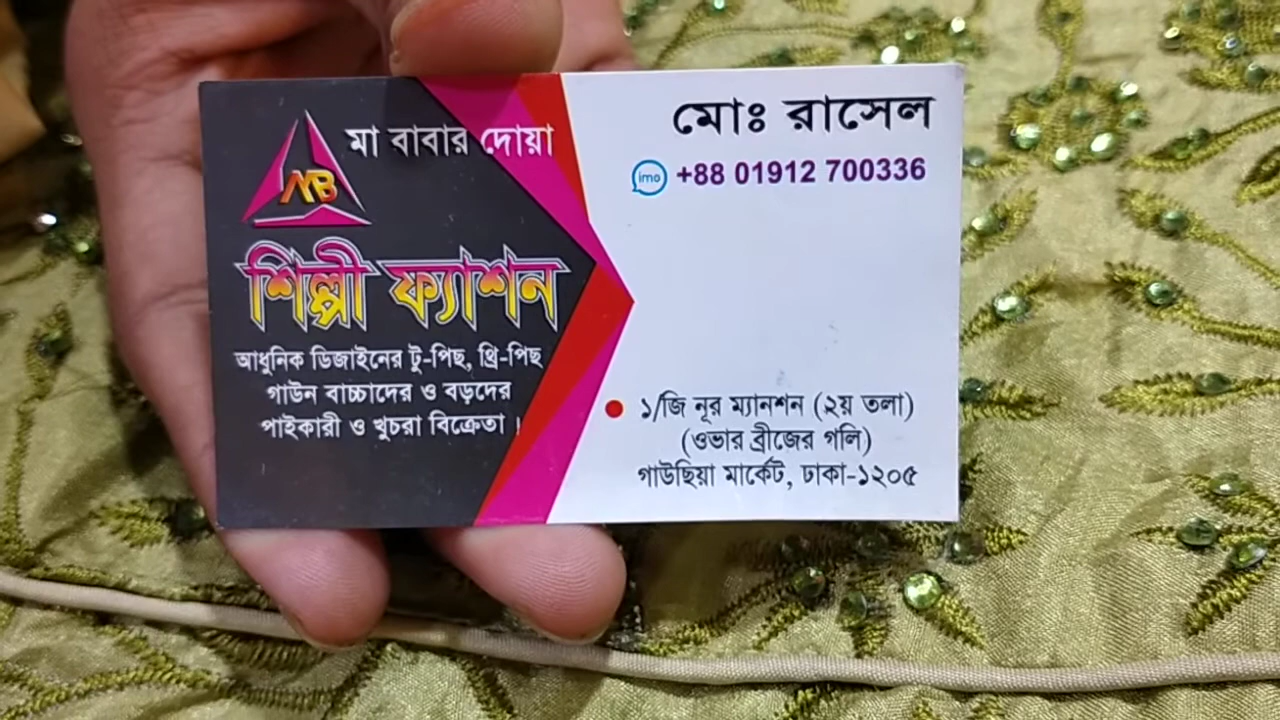 মা বাবার দোয়া
NB
শিল্পী ফ্যাশন
আধুনিক ডিজাইনের টু-পিছ, থ্রি-পিছ
গাউন বাচ্চাদের ও বড়দের
পাইকারী ও খুচরা বিক্রেতা।
মোঃ রাসেল
imo +88 01912 700336
১/জি নূর ম্যানশন (২য় তলা)
(ওভার ব্রীজের গলি)
গাউছিয়া মার্কেট, ঢাকা-১২০৫